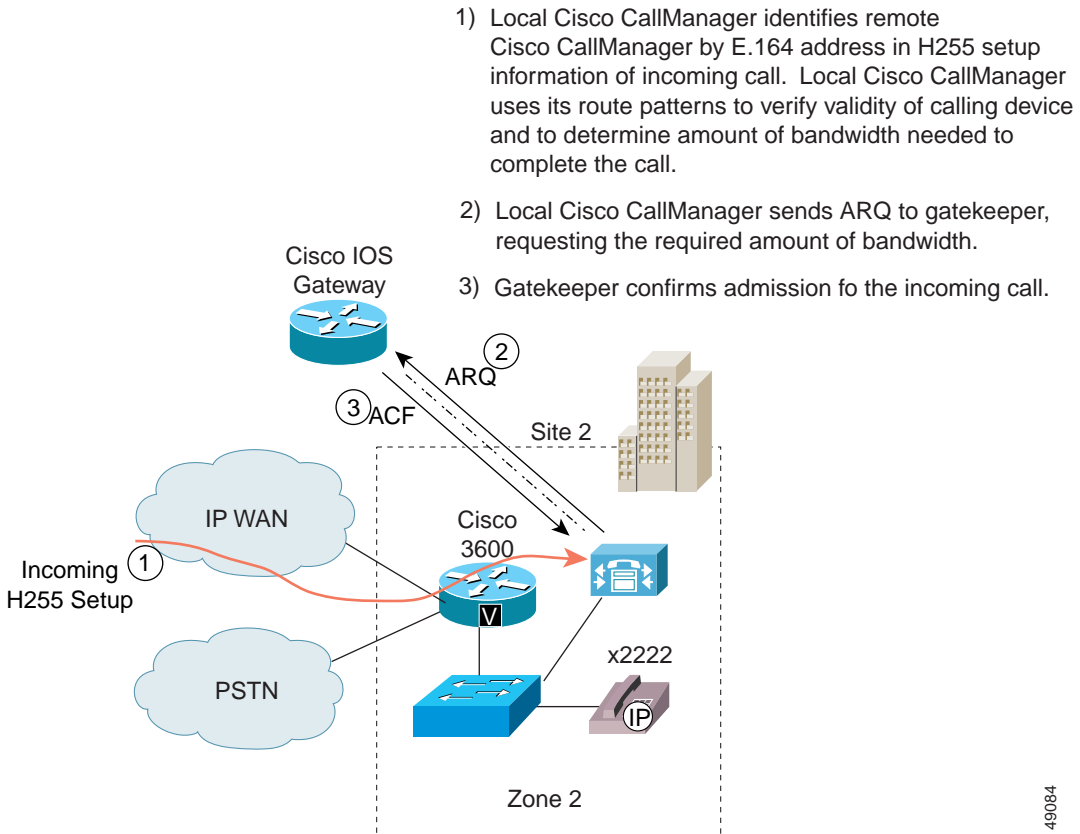 1) Local Cisco CallManager identifies remote
Cisco CallManager by E.164 address in H255 setup
information of incoming call. Local Cisco CallManager
uses its route patterns to verify validity of calling device
and to determine amount of bandwidth needed to
complete the call.
2) Local Cisco CallManager sends ARQ to gatekeeper,
requesting the required amount of bandwidth.
3) Gatekeeper confirms admission fo the incoming call.
Cisco IOS
Gateway
2
ARQ
3
ACF
Site 2
IP WAN
Cisco
3600
1
Incoming
H255 Setup
V
x2222
PSTN
IP
Zone 2
49084